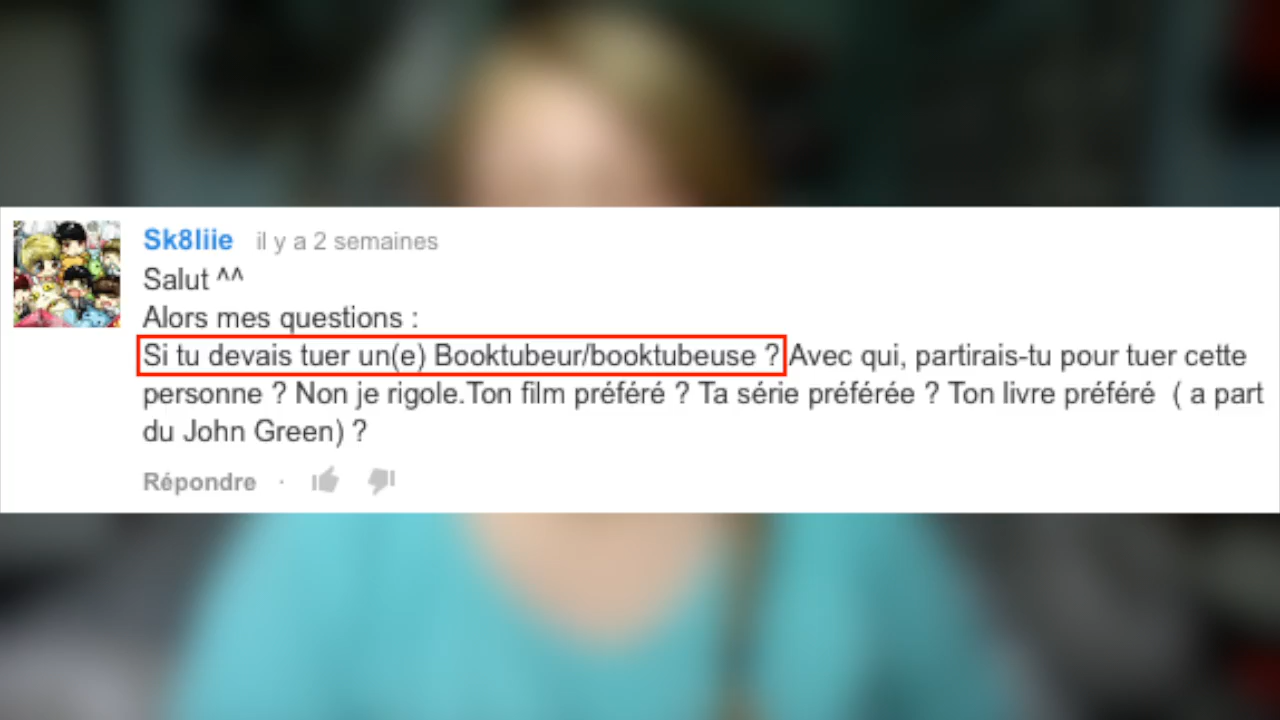 Sk8liie il y a 2 semaines
Salut ^^
Alors mes questions :
Si tu devais tuer un(e) Booktubeur/booktubeuse ? Avec qui, partirais-tu pour tuer cette
personne ? Non je rigole.Ton film préféré ? Ta série préférée ? Ton livre préféré ( a part
du John Green) ?
Répondre ·